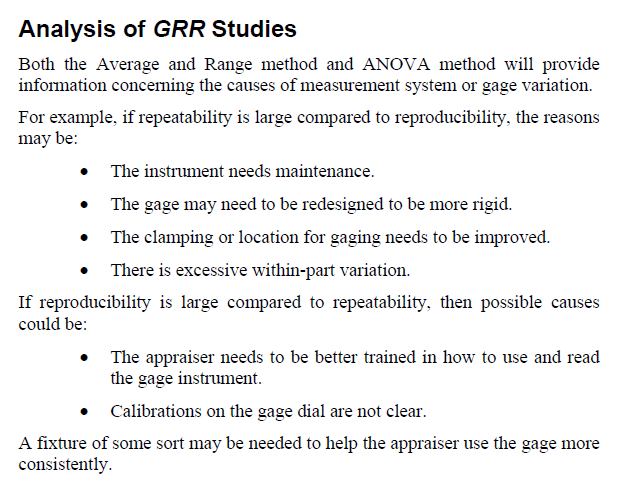 Analysis of GRR Studies
Both the Average and Range method and ANOVA method will provide
information concerning the causes of measurement system or gage variation.
For example, if repeatability is large compared to reproducibility, the reasons
may be:
• The instrument needs maintenance.
• The gage may need to be redesigned to be more rigid.
• The clamping or location for gaging needs to be improved.
• There is excessive within-part variation.
If reproducibility is large compared to repeatability, then possible causes
could be:
• The appraiser needs to be better trained in how to use and read
the gage instrument.
• Calibrations on the gage dial are not clear.
A fixture of some sort may be needed to help the appraiser use the gage more
consistently.